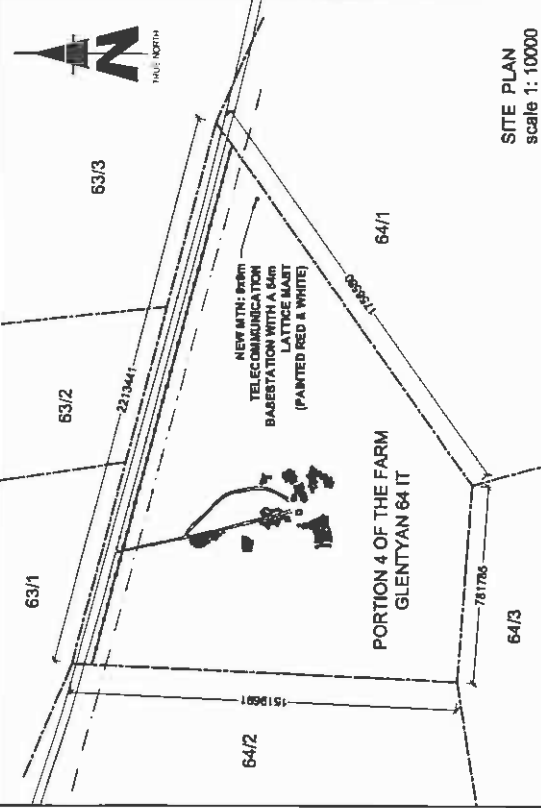 TRUE NORTH
63/3
63/2
63/1
2213441
NEW MTN: 9x9m
TELECOMMUNICATION
BASESTATION WITH A 54m
LATTICE MAST
(PAINTED RED & WHITE)
64/1
PORTION 4 OF THE FARM
GLENTYAN 64 IT
1519691
781785
64/2
64/3
SITE PLAN
scale 1: 10000